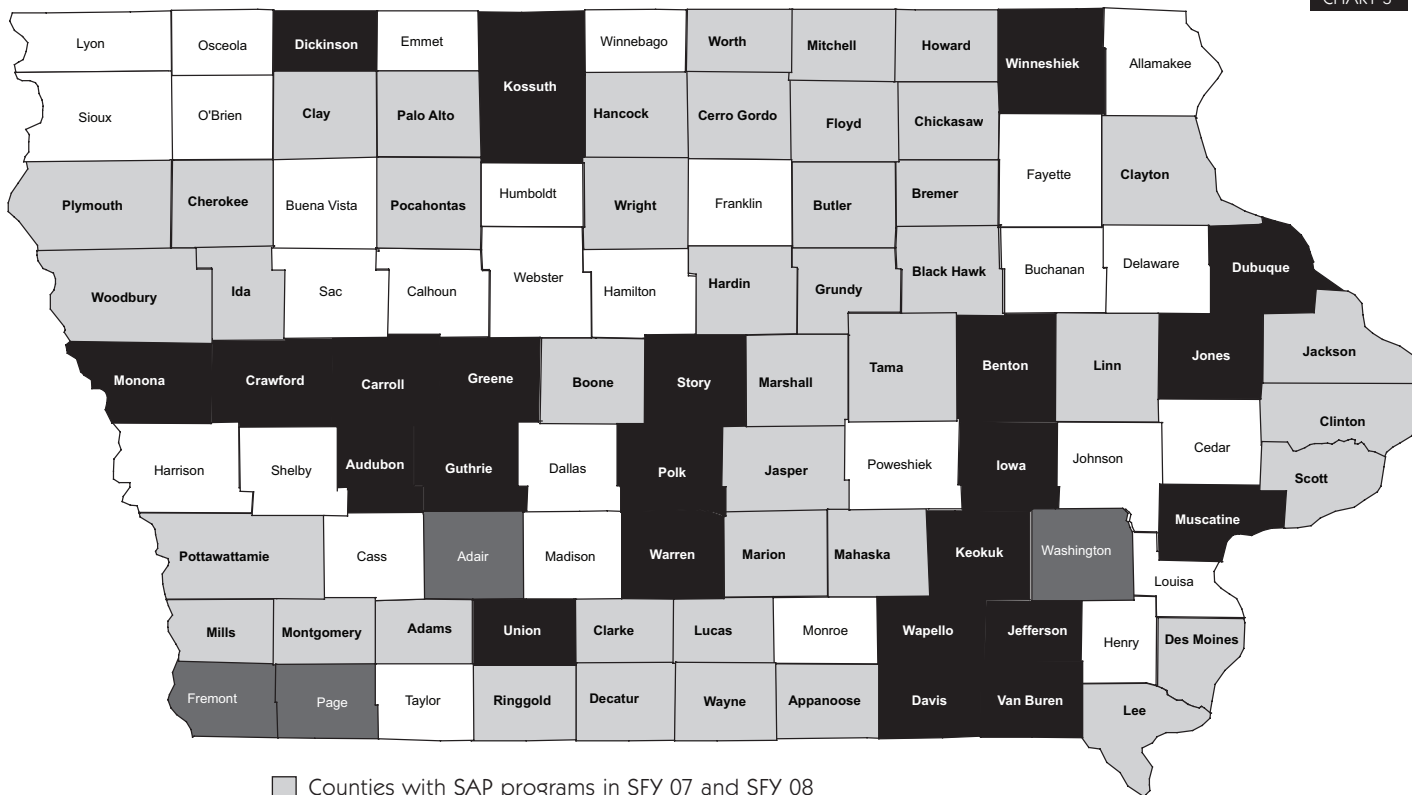 CHART 3
Lyon
Osceola
Dickinson
Emmet
Kossuth
Winnebago
Worth
Mitchell
Howard
Winneshiek
Allamakee
Sioux
O'Brien
Clay
Palo Alto
Hancock
Cerro Gordo
Floyd
Chickasaw
Fayette
Clayton
Plymouth
Cherokee
Buena Vista
Pocahontas
Humboldt
Wright
Franklin
Butler
Bremer
Woodbury
Ida
Sac
Calhoun
Webster
Hamilton
Hardin
Grundy
Black Hawk
Buchanan
Delaware
Dubuque
Monona
Crawford
Carroll
Greene
Boone
Story
Marshall
Tama
Benton
Linn
Jones
Jackson
Clinton
Harrison
Shelby
Audubon
Guthrie
Dallas
Polk
Jasper
Poweshiek
Iowa
Johnson
Cedar
Scott
Muscatine
Pottawattamie
Cass
Adair
Madison
Warren
Marion
Mahaska
Keokuk
Washington
Louisa
Mills
Montgomery
Adams
Union
Clarke
Lucas
Monroe
Wapello
Jefferson
Henry
Des Moines
Fremont
Page
Taylor
Ringgold
Decatur
Wayne
Appanoose
Davis
Van Buren
Lee
Counties with SAP programs in SFY 07 and SFY 08